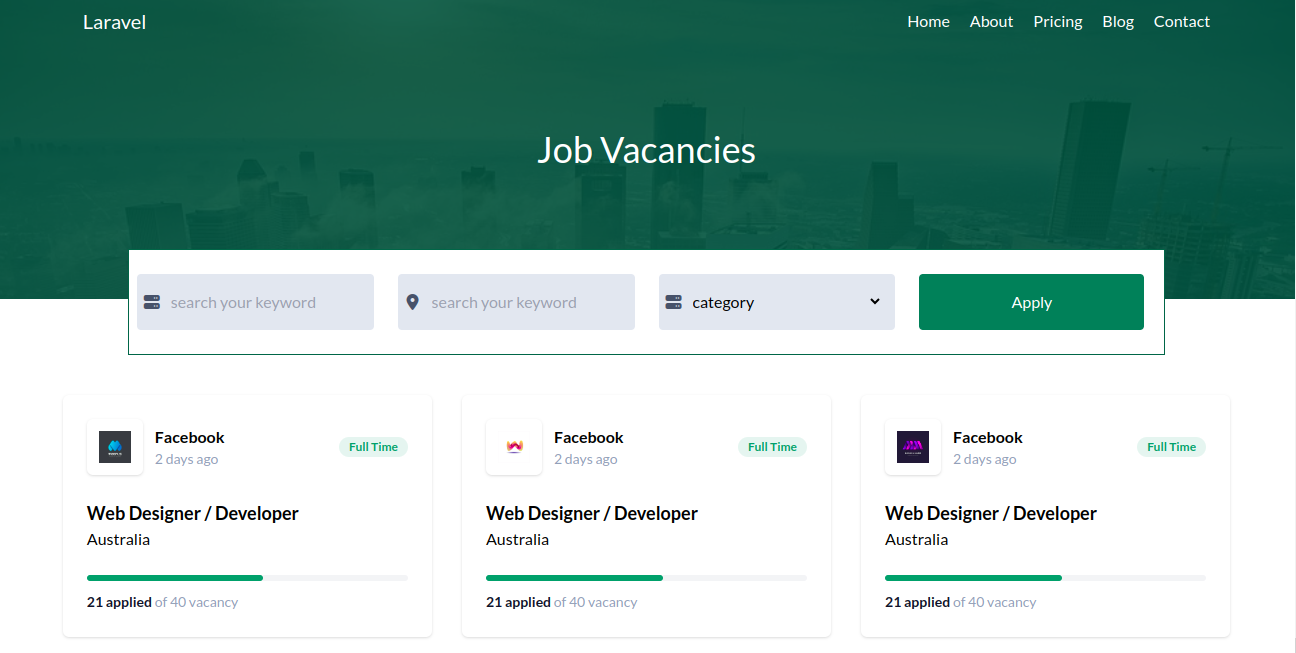 Laravel
Home About Pricing Blog Contact
Job Vacancies
search your keyword
search your keyword
category
Apply
Facebook
2 days ago
Full Time
Web Designer / Developer
Australia
21 applied of 40 vacancy
Facebook
2 days ago
Full Time
Web Designer / Developer
Australia
21 applied of 40 vacancy
Facebook
2 days ago
Full Time
Web Designer / Developer
Australia
21 applied of 40 vacancy